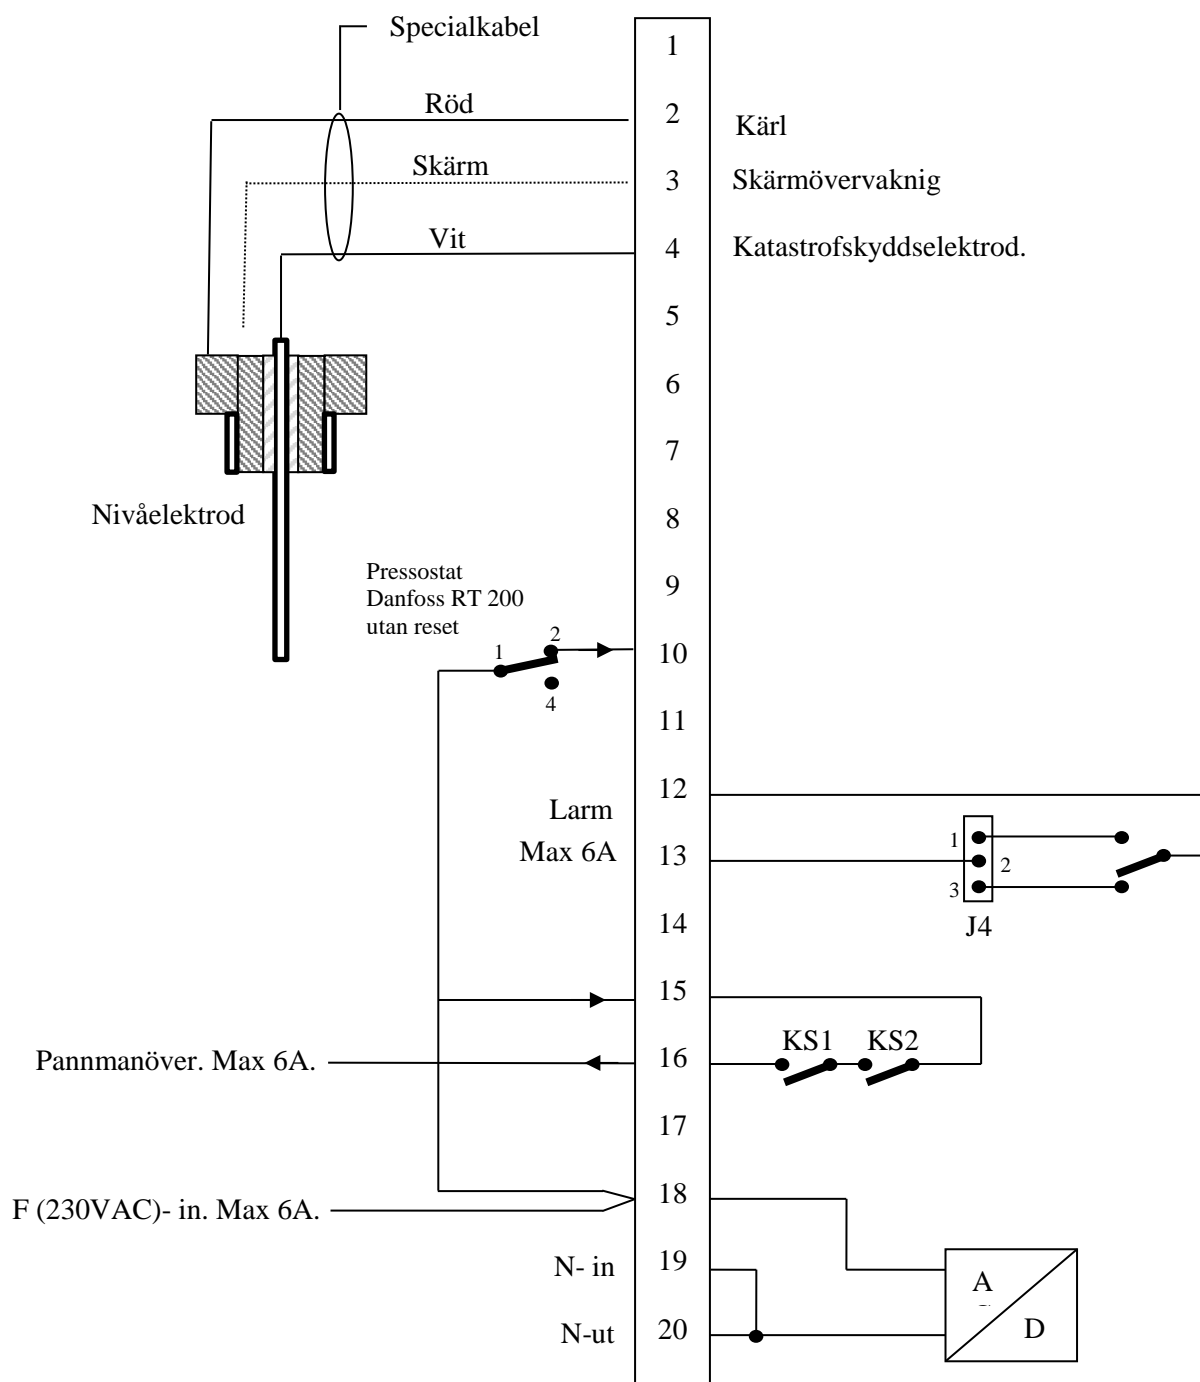 Specialkabel
1
Röd
2
Kärl
Skärm
3
Skärmövervaknig
Vit
4
Katastrofskyddselektrod.
5
6
7
Nivåelektrod
8
Pressostat
Danfoss RT 200
utan reset
9
1
2
4
10
11
12
Larm
Max 6A
13
1
2
3
J4
14
15
KS1
KS2
Pannmanöver. Max 6A.
16
17
F (230VAC)- in. Max 6A.
18
N- in
19
A
D
N-ut
20